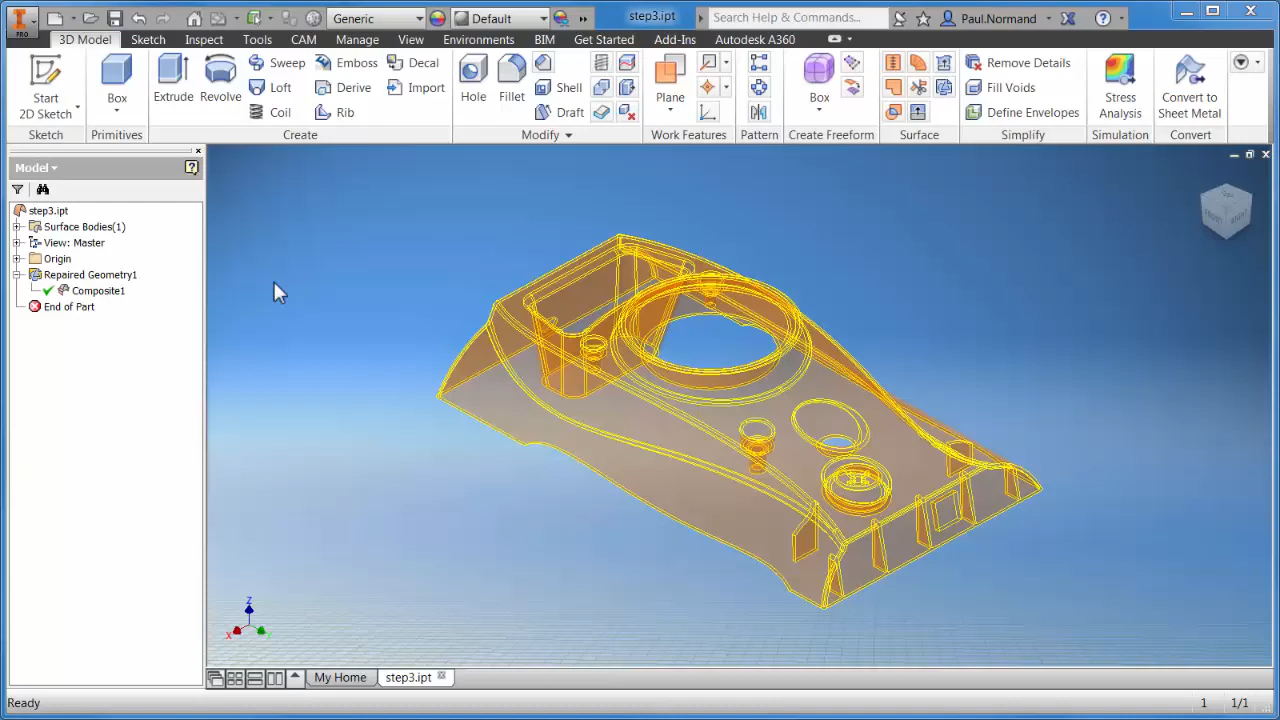 PRO
Generic
Default
step3.ipt
Search Help & Commands...
Paul.Normand
3D Model
Sketch
Inspect
Tools
CAM
Manage
View
Environments
BIM
Get Started
Add-Ins
Autodesk A360
Start
2D Sketch
Box
Extrude
Revolve
Sweep
Loft
Coil
Emboss
Derive
Rib
Decal
Import
Hole
Fillet
Shell
Draft
Plane
Box
Remove Details
Fill Voids
Define Envelopes
Stress
Analysis
Convert to
Sheet Metal
Sketch
Primitives
Create
Modify
Work Features
Pattern
Create Freeform
Surface
Simplify
Simulation
Convert
Model
step3.ipt
Surface Bodies(1)
View: Master
Origin
Repaired Geometry1
Composite1
End of Part
FRONT
RIGHT
Z
X
Y
My Home
step3.ipt
Ready
1
1/1